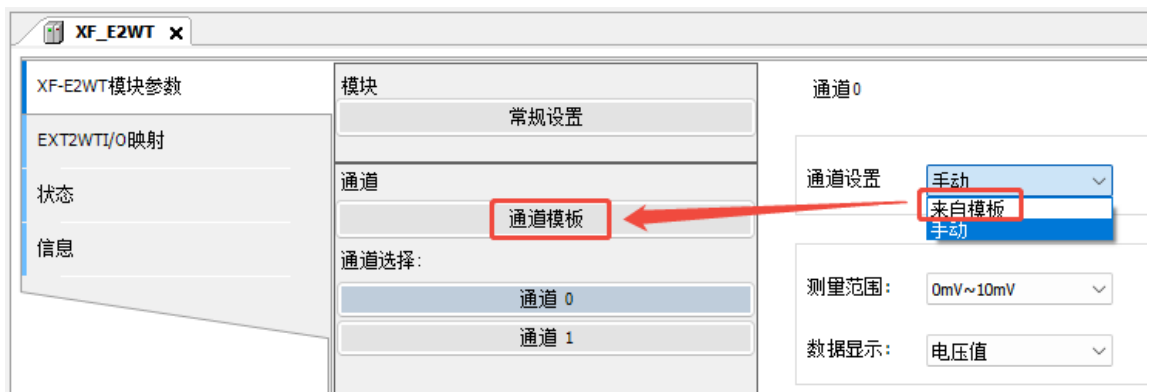 XF_E2WT
XF-E2WT模块参数
EXT2WTI/O映射
状态
信息
模块
常规设置
通道
通道模板
通道选择:
通道 0
通道 1
通道0
通道设置
手动
来自模板
手动
测量范围:
0mV~10mV
数据显示:
电压值